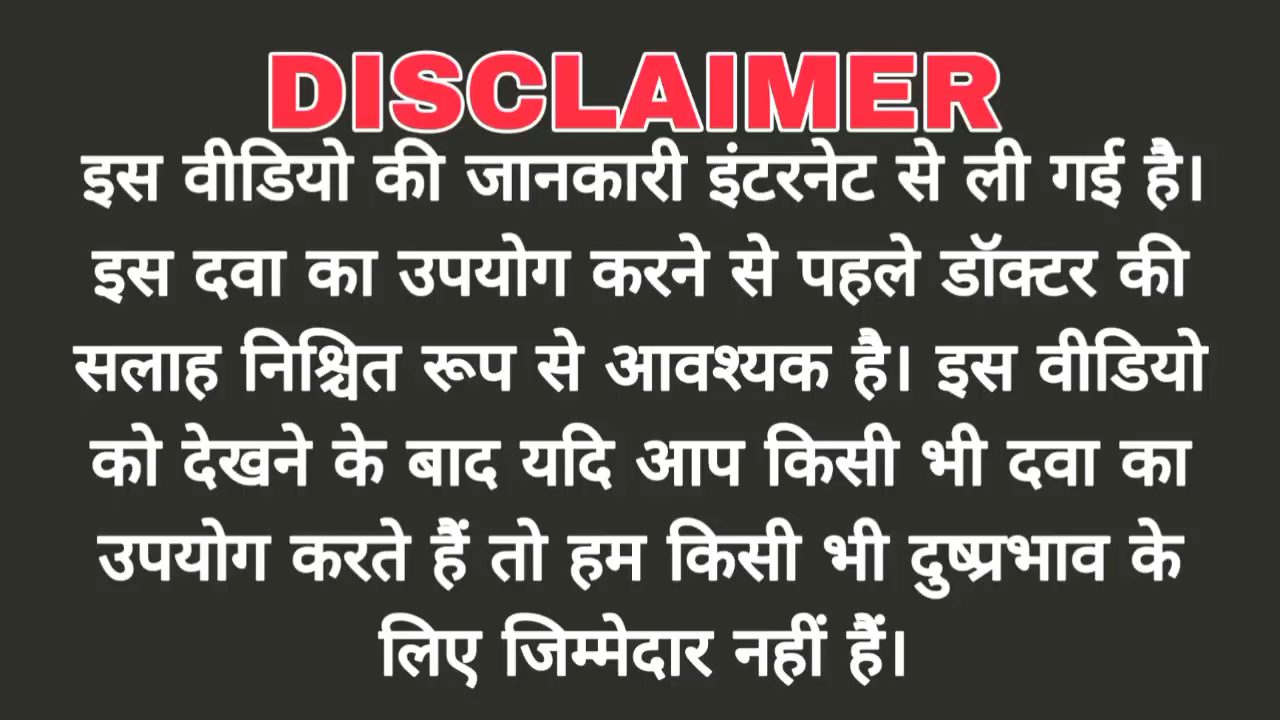 DISCLAIMER
इस वीडियो की जानकारी इंटरनेट से ली गई है।
इस दवा का उपयोग करने से पहले डॉक्टर की
सलाह निश्चित रूप से आवश्यक है। इस वीडियो
को देखने के बाद यदि आप किसी भी दवा का
उपयोग करते हैं तो हम किसी भी दुष्प्रभाव के
लिए जिम्मेदार नहीं हैं।